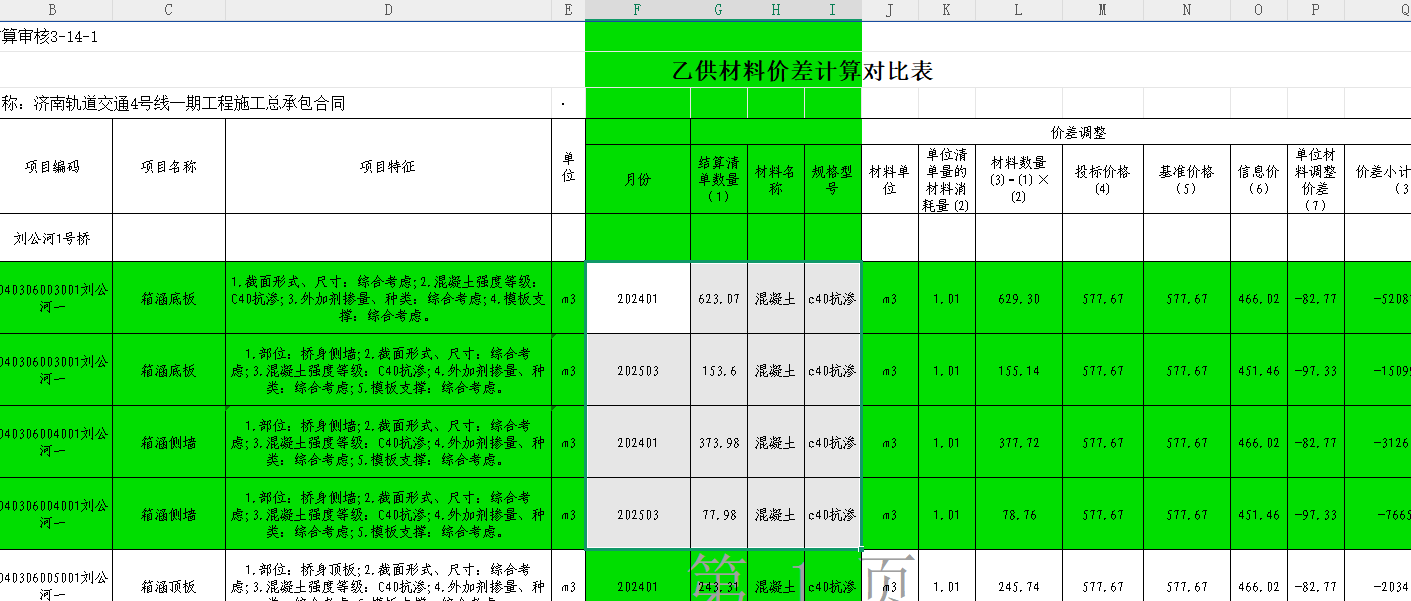 B C D E F G H I J K L M N O P Q
算审核3-14-1
乙供材料价差计算对比表
称: 济南轨道交通4号线一期工程施工总承包合同
项目编码 项目名称 项目特征 单位 月份 结算清单数量(1) 材料名称 规格型号 价差调整
材料单位 单位清单量的材料消耗量(2) 材料数量(3)=(1)×(2) 投标价格(4) 基准价格(5) 信息价(6) 单位材料调整价差(7) 价差小计
刘公河1号桥
040306003001刘公河一 箱涵底板 1.截面形式、尺寸: 综合考虑;2.混凝土强度等级: C40抗渗;3.外加剂掺量、种类: 综合考虑;4.模板支撑: 综合考虑。 m3 202401 623.07 混凝土 c40抗渗 m3 1.01 629.30 577.67 577.67 466.02 -82.77 -5208
040306003001刘公河一 箱涵底板 1.部位: 桥身侧墙;2.截面形式、尺寸: 综合考虑;3.混凝土强度等级: C40抗渗;4.外加剂掺量、种类: 综合考虑;5.模板支撑: 综合考虑。 m3 202503 153.6 混凝土 c40抗渗 m3 1.01 155.14 577.67 577.67 451.46 -97.33 -1509
040306004001刘公河一 箱涵侧墙 1.部位: 桥身侧墙;2.截面形式、尺寸: 综合考虑;3.混凝土强度等级: C40抗渗;4.外加剂掺量、种类: 综合考虑;5.模板支撑: 综合考虑。 m3 202401 373.98 混凝土 c40抗渗 m3 1.01 377.72 577.67 577.67 466.02 -82.77 -3126
040306004001刘公河一 箱涵侧墙 1.部位: 桥身侧墙;2.截面形式、尺寸: 综合考虑;3.混凝土强度等级: C40抗渗;4.外加剂掺量、种类: 综合考虑;5.模板支撑: 综合考虑。 m3 202503 77.98 混凝土 c40抗渗 m3 1.01 78.76 577.67 577.67 451.46 -97.33 -766
040306005001刘公河一 箱涵顶板 1.部位: 桥身顶板;2.截面形式、尺寸: 综合考虑;3.混凝土强度等级: C40抗渗;4.外加剂掺量、种 m3 202401 243.31 混凝土 c40抗渗 m3 1.01 245.74 577.67 577.67 466.02 -82.77 -2034
第 1 页